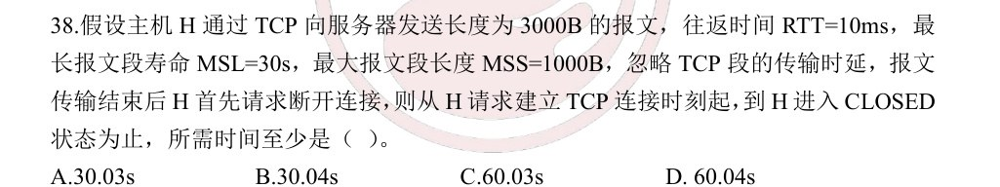 38.假设主机 H 通过 TCP 向服务器发送长度为 3000B 的报文，往返时间 RTT=10ms，最
长报文段寿命 MSL=30s，最大报文段长度 MSS=1000B，忽略 TCP 段的传输时延，报文
传输结束后 H 首先请求断开连接，则从 H 请求建立 TCP 连接时刻起，到 H 进入 CLOSED
状态为止，所需时间至少是（ ）。
A.30.03s B.30.04s C.60.03s D. 60.04s